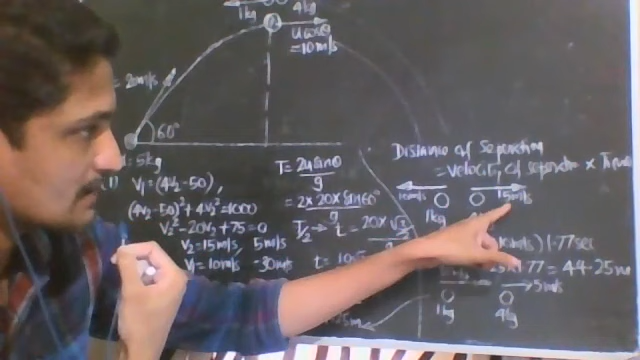 1kg 4kg
u cosθ
= 10m/s
= 20m/s
60°
= 5kg
V₁ = (4V₂ - 50),
(4V₂ - 50)² + 4V₂² = 1000
V₂² - 20V₂ + 75 = 0
V₂ = 15m/s 5m/s
V₁ = 10m/s -30m/s
T = 2u sinθ
g
= 2 × 20 × sin60°
g
T/2 → t = 20 × √3
Distance of Separation
= velocity of separation ×
10m/s 15m/s
1kg
1.77sec
1.77 = 44.25m
→ 5m/s
1kg 4kg